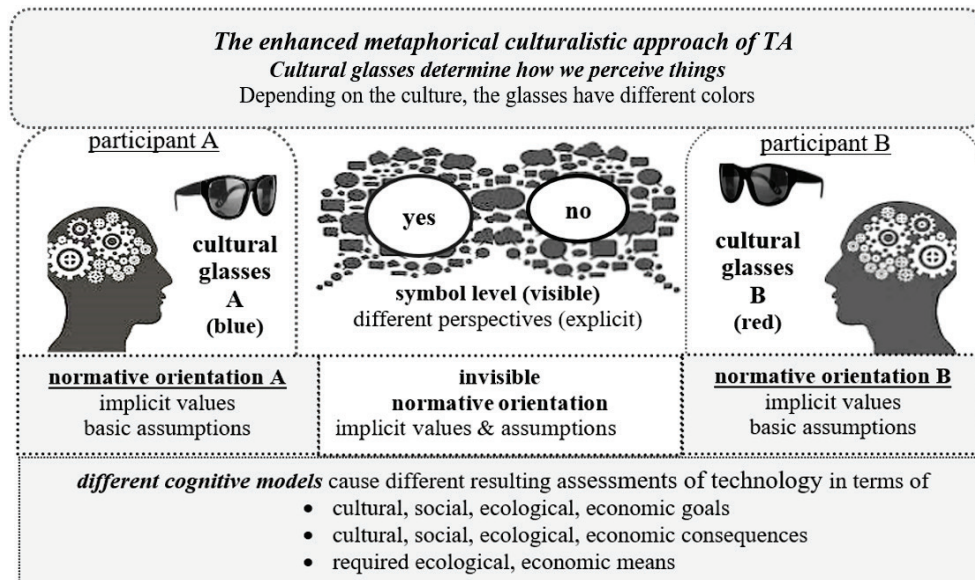 The enhanced metaphorical culturalistic approach of TA
Cultural glasses determine how we perceive things
Depending on the culture, the glasses have different colors
participant A
cultural
glasses
A
(blue)
yes
no
symbol level (visible)
different perspectives (explicit)
participant B
cultural
glasses
B
(red)
normative orientation A
implicit values
basic assumptions
invisible
normative orientation
implicit values & assumptions
normative orientation B
implicit values
basic assumptions
different cognitive models cause different resulting assessments of technology in terms of
• cultural, social, ecological, economic goals
• cultural, social, ecological, economic consequences
• required ecological, economic means